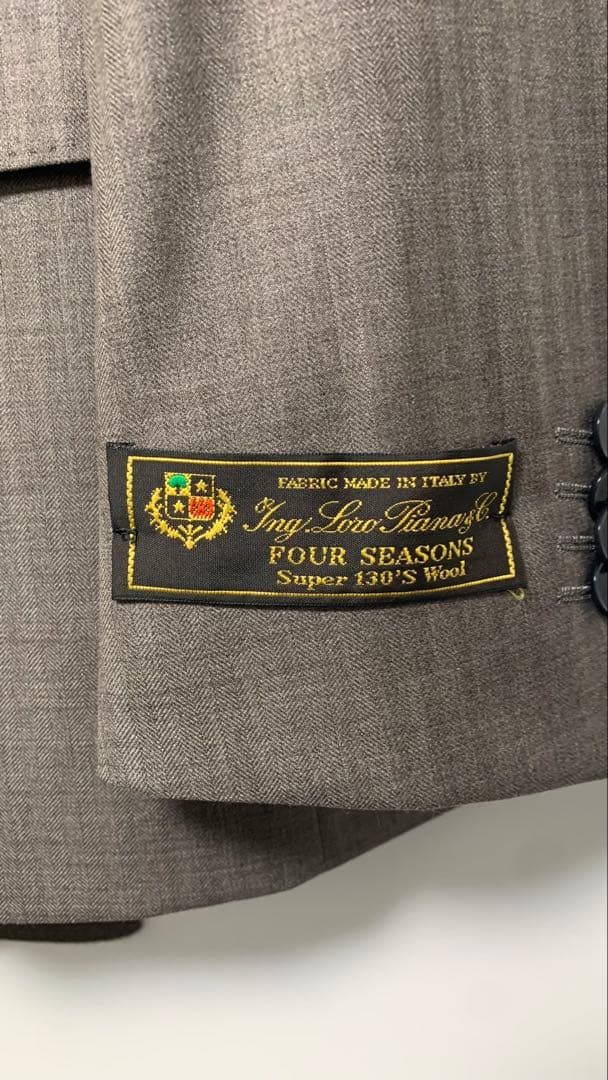 FABRIC MADE IN ITALY BY
Ing. Loro Piana & C.
FOUR SEASONS
Super 130'S Wool